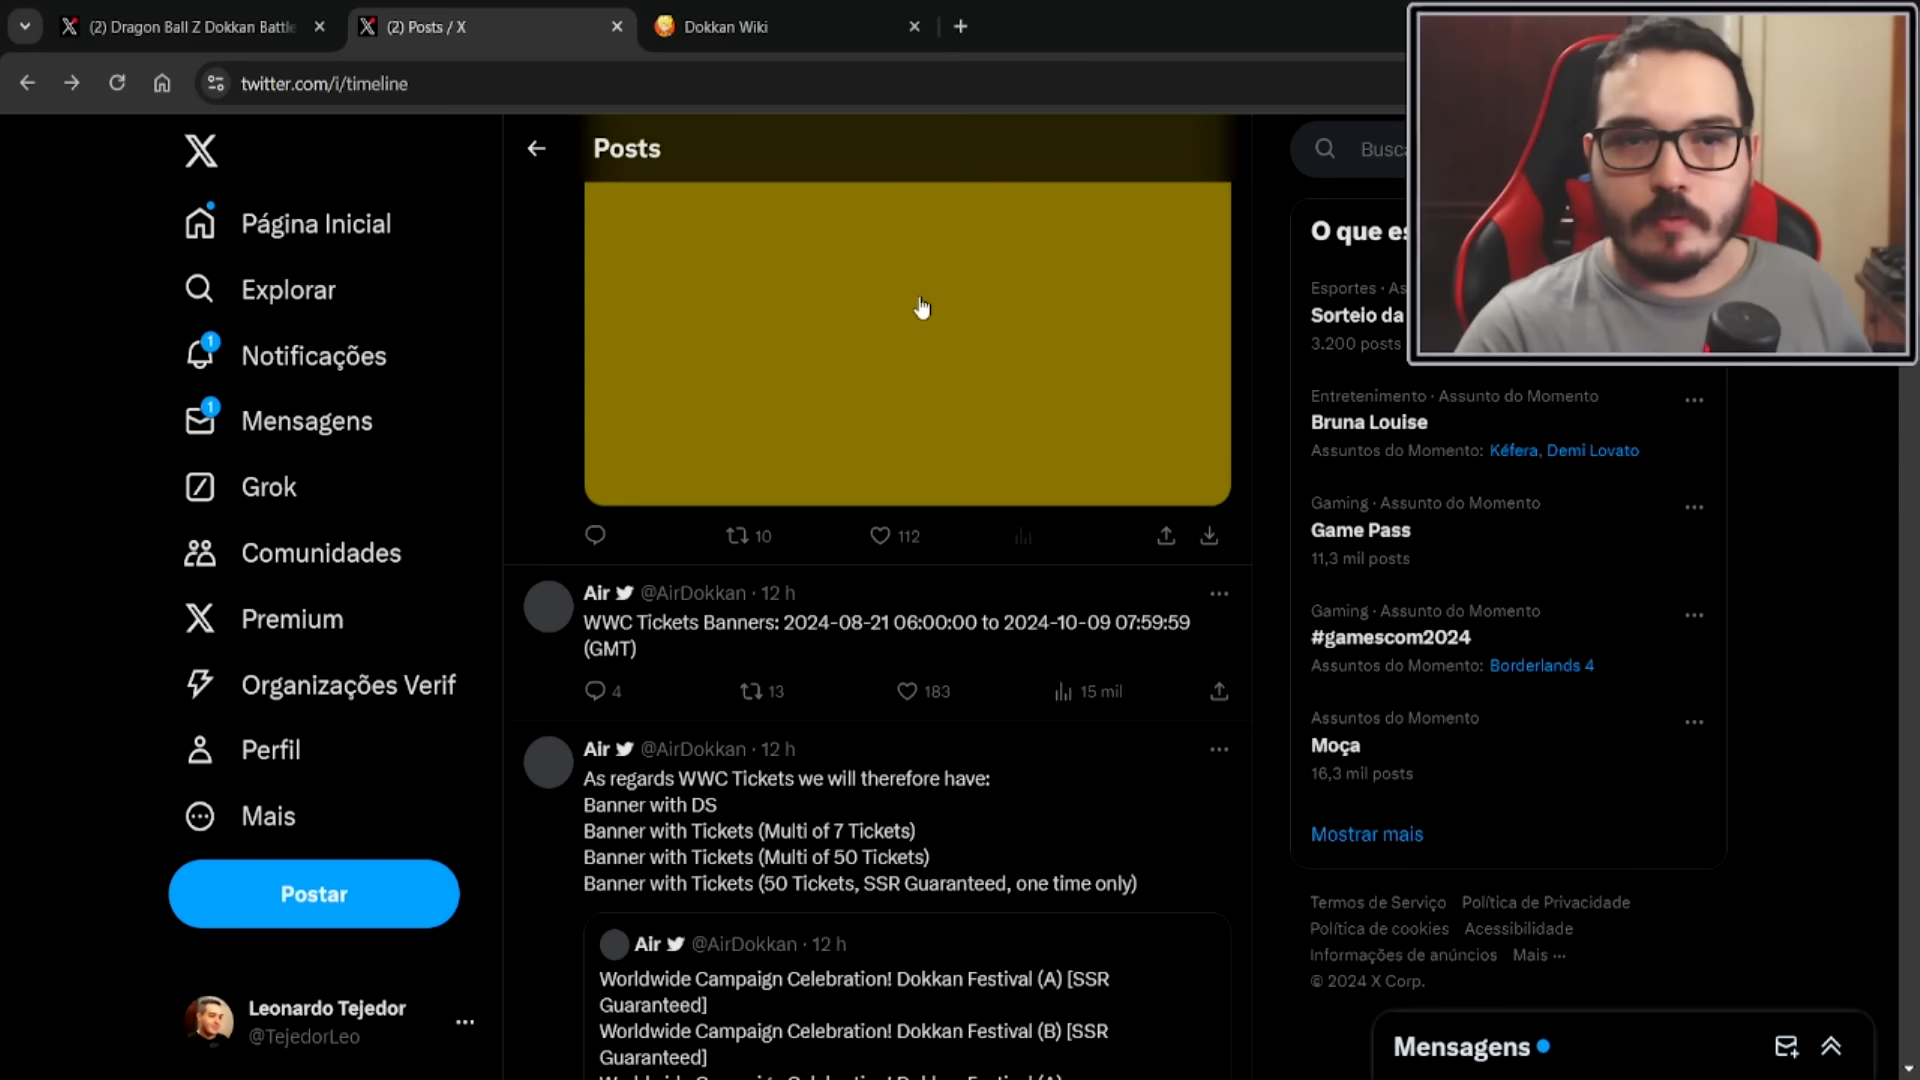 (2) Dragon Ball Z Dokkan Battle
(2) Posts / X
Dokkan Wiki
twitter.com/i/timeline
Página Inicial
Explorar
1
Notificações
1
Mensagens
Grok
Comunidades
Premium
Organizações Verif
Perfil
Mais
Postar
Leonardo Tejedor
@TejedorLeo
Posts
10
112
Air @AirDokkan · 12 h
WWC Tickets Banners: 2024-08-21 06:00:00 to 2024-10-09 07:59:59
(GMT)
4
13
183
15 mil
Air @AirDokkan · 12 h
As regards WWC Tickets we will therefore have:
Banner with DS
Banner with Tickets (Multi of 7 Tickets)
Banner with Tickets (Multi of 50 Tickets)
Banner with Tickets (50 Tickets, SSR Guaranteed, one time only)
Air @AirDokkan · 12 h
Worldwide Campaign Celebration! Dokkan Festival (A) [SSR
Guaranteed]
Worldwide Campaign Celebration! Dokkan Festival (B) [SSR
Guaranteed]
Busc
O que es
Esportes · As
Sorteio da
3.200 posts
Entretenimento · Assunto do Momento
Bruna Louise
Assuntos do Momento: Kéfera, Demi Lovato
Gaming · Assunto do Momento
Game Pass
11,3 mil posts
Gaming · Assunto do Momento
#gamescom2024
Assuntos do Momento: Borderlands 4
Assuntos do Momento
Moça
16,3 mil posts
Mostrar mais
Termos de Serviço Política de Privacidade
Política de cookies Acessibilidade
Informações de anúncios Mais ···
© 2024 X Corp.
Mensagens